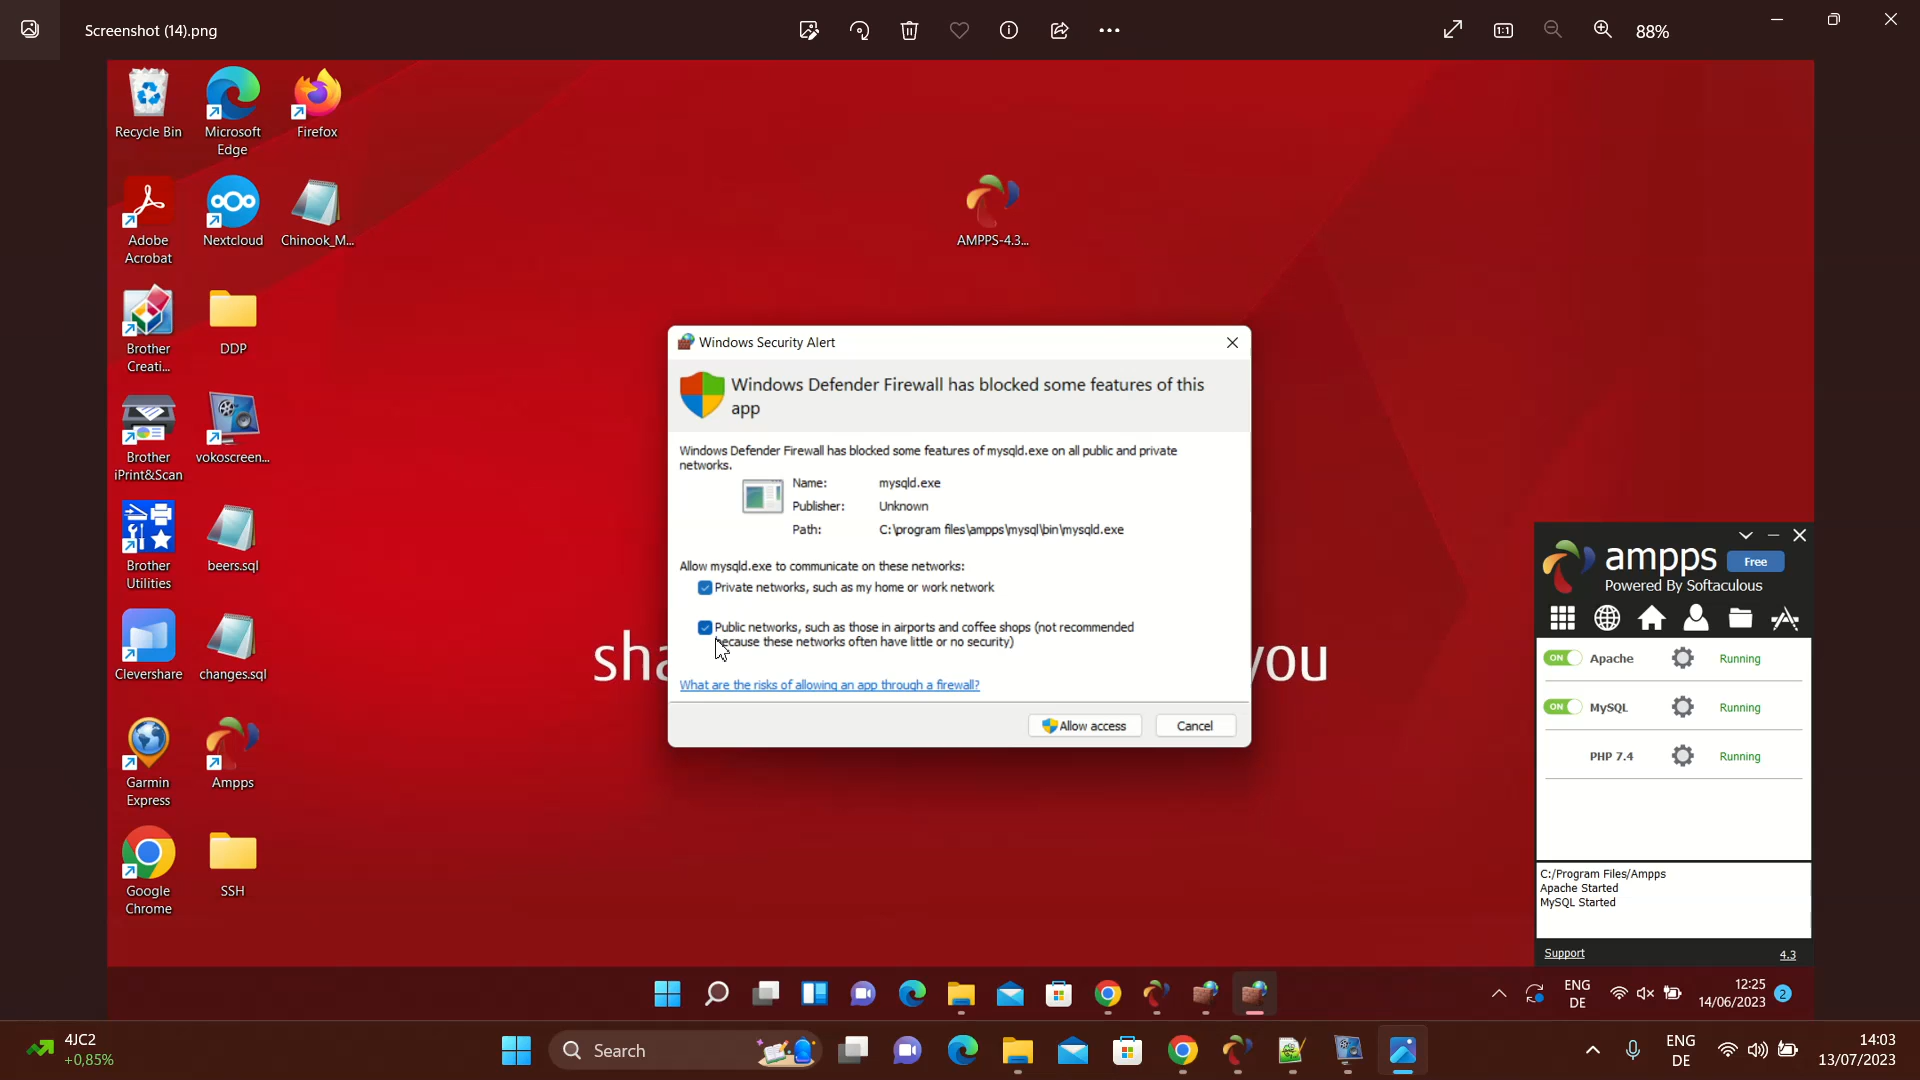 Screenshot (14).png
88%
Recycle Bin
Microsoft
Edge
Firefox
Adobe
Acrobat
Nextcloud
Chinook_M...
AMPPS-4.3...
Brother
Creati...
DDP
Brother
iPrint&Scan
vokoscreen...
Brother
Utilities
beers.sql
Clevershare
changes.sql
Garmin
Express
Ampps
Google
Chrome
SSH
Windows Security Alert
Windows Defender Firewall has blocked some features of this
app
Windows Defender Firewall has blocked some features of mysqld.exe on all public and private
networks.
Name: mysqld.exe
Publisher: Unknown
Path: C:\program files\ampps\mysql\bin\mysqld.exe
Allow mysqld.exe to communicate on these networks:
Private networks, such as my home or work network
Public networks, such as those in airports and coffee shops (not recommended
because these networks often have little or no security)
What are the risks of allowing an app through a firewall?
Allow access
Cancel
sha
you
ampps
Free
Powered By Softaculous
ON Apache Running
ON MySQL Running
PHP 7.4 Running
C:/Program Files/Ampps
Apache Started
MySQL Started
Support
4.3
ENG
DE
12:25
14/06/2023
2
4JC2
+0,85%
Search
ENG
DE
14:03
13/07/2023